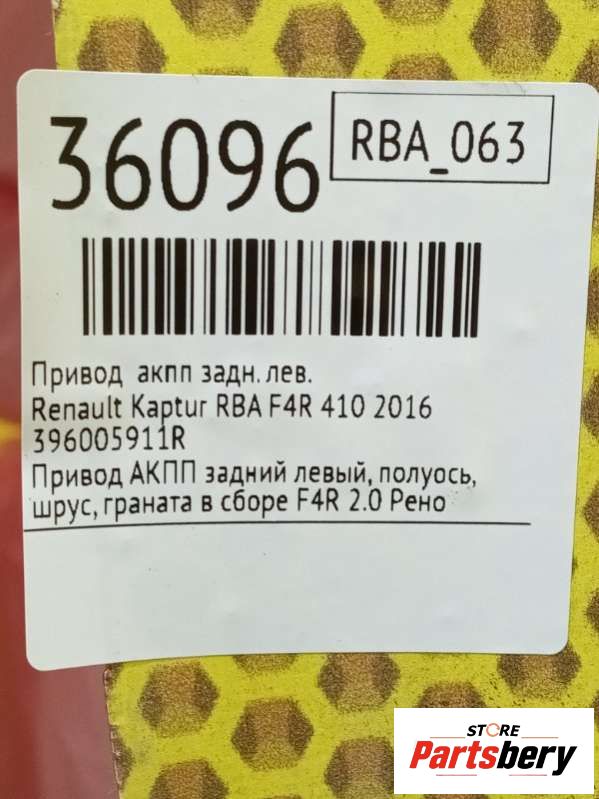 36096
RBA_063
Привод акпп задн. лев.
Renault Kaptur RBA F4R 410 2016
396005911R
Привод АКПП задний левый, полуось,
шрус, граната в сборе F4R 2.0 Рено
STORE
Partsbery